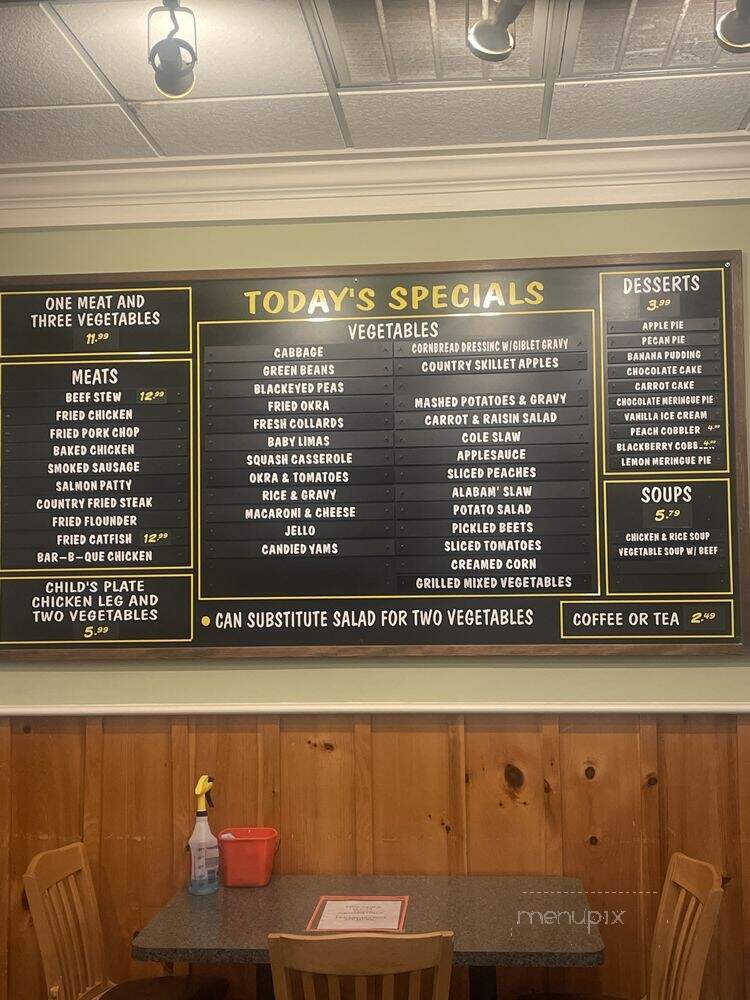 ONE MEAT AND
THREE VEGETABLES
11.99
MEATS
BEEF STEW 12.99
FRIED CHICKEN
FRIED PORK CHOP
BAKED CHICKEN
SMOKED SAUSAGE
SALMON PATTY
COUNTRY FRIED STEAK
FRIED FLOUNDER
FRIED CATFISH 12.99
BAR-B-QUE CHICKEN
CHILD'S PLATE
CHICKEN LEG AND
TWO VEGETABLES
5.99
TODAY'S SPECIALS
VEGETABLES
CABBAGE
GREEN BEANS
BLACKEYED PEAS
FRIED OKRA
FRESH COLLARDS
BABY LIMAS
SQUASH CASSEROLE
OKRA & TOMATOES
RICE & GRAVY
MACARONI & CHEESE
JELLO
CANDIED YAMS
CORNBREAD DRESSING W/GIBLET GRAVY
COUNTRY SKILLET APPLES
MASHED POTATOES & GRAVY
CARROT & RAISIN SALAD
COLE SLAW
APPLESAUCE
SLICED PEACHES
ALABAM' SLAW
POTATO SALAD
PICKLED BEETS
SLICED TOMATOES
CREAMED CORN
GRILLED MIXED VEGETABLES
CAN SUBSTITUTE SALAD FOR TWO VEGETABLES
DESSERTS
3.99
APPLE PIE
PECAN PIE
BANANA PUDDING
CHOCOLATE CAKE
CARROT CAKE
CHOCOLATE MERINGUE PIE
VANILLA ICE CREAM
PEACH COBBLER 4.99
BLACKBERRY COBB 4.99
LEMON MERINGUE PIE
SOUPS
5.79
CHICKEN & RICE SOUP
VEGETABLE SOUP W/ BEEF
COFFEE OR TEA 2.49
menupix